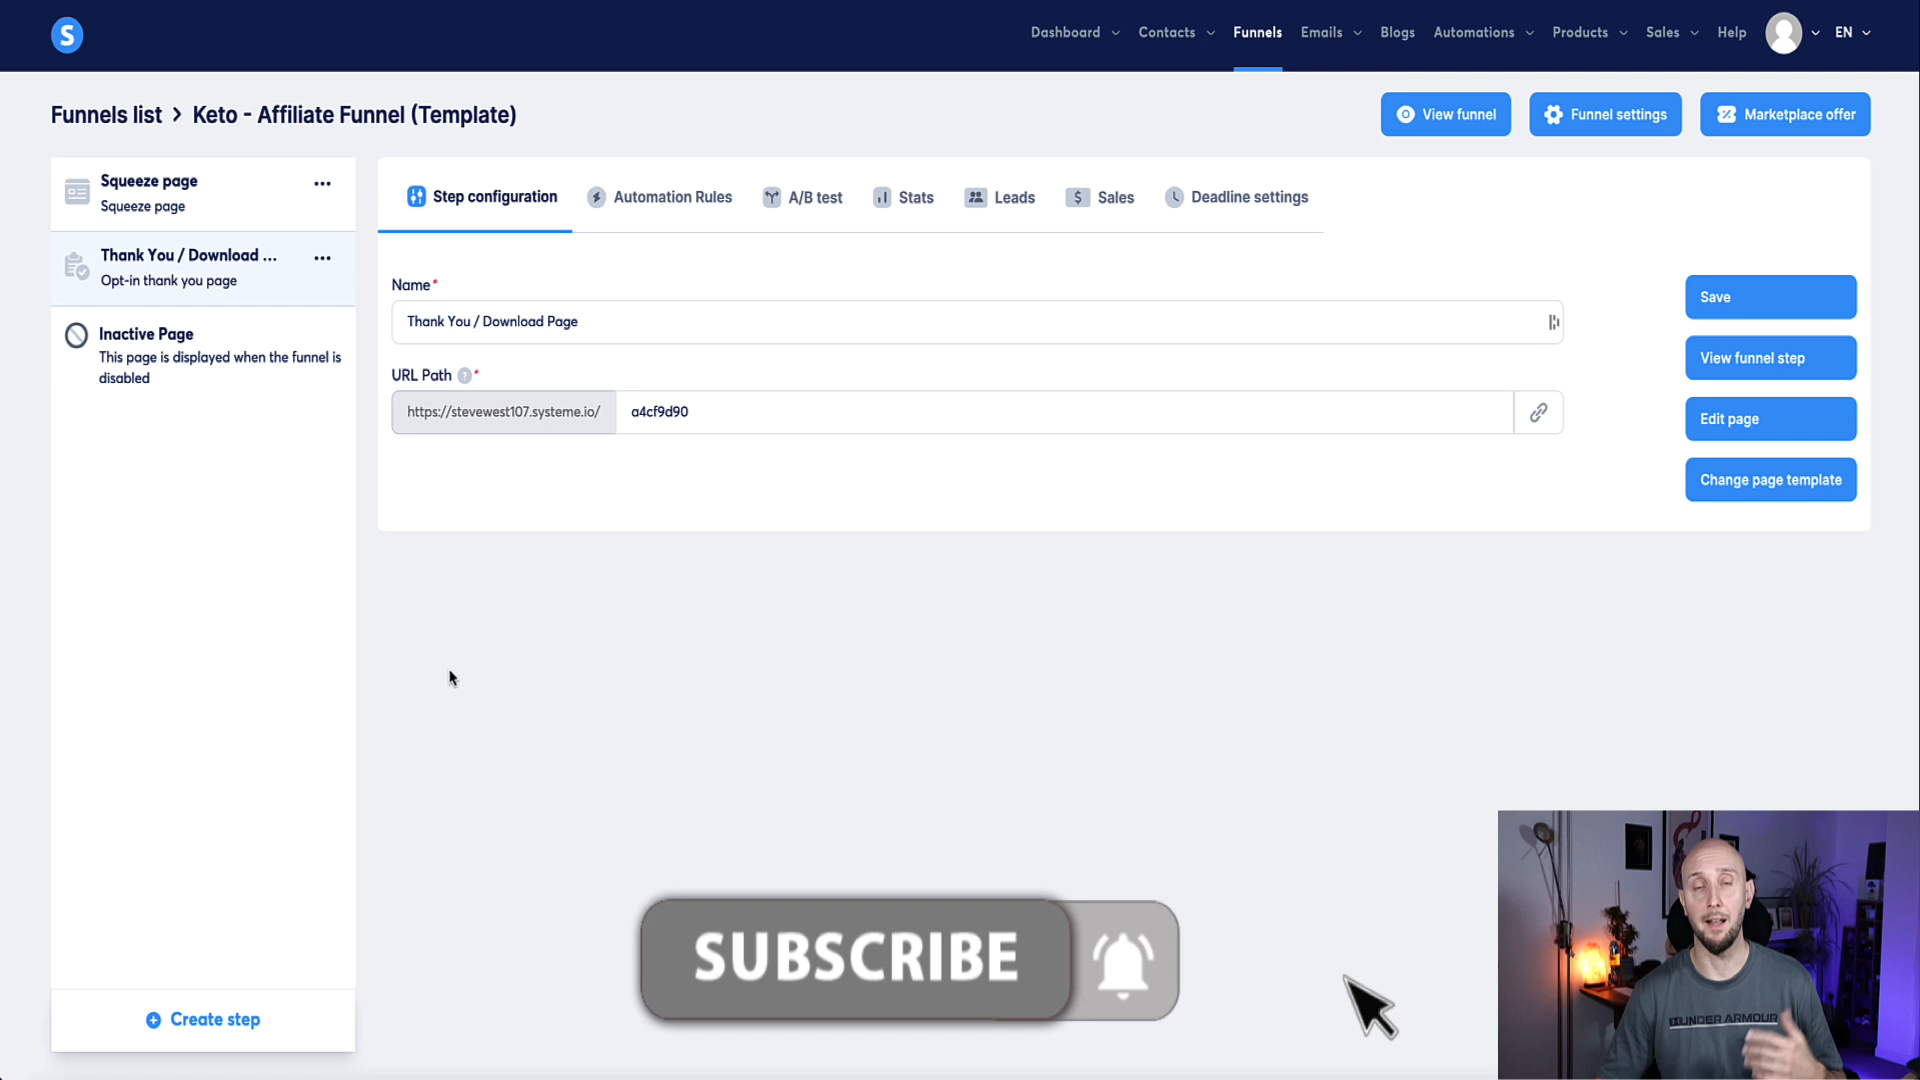 S
Dashboard Contacts Funnels Emails Blogs Automations Products Sales Help EN
Funnels list > Keto - Affiliate Funnel (Template)
View funnel
Funnel settings
Marketplace offer
Squeeze page
Squeeze page
Thank You / Download ...
Opt-in thank you page
Inactive Page
This page is displayed when the funnel is
disabled
Create step
Step configuration
Automation Rules
A/B test
Stats
Leads
$ Sales
Deadline settings
Name*
Thank You / Download Page
URL Path ? *
https://stevewest107.systeme.io/ a4cf9d90
Save
View funnel step
Edit page
Change page template
SUBSCRIBE
UNDER ARMOUR